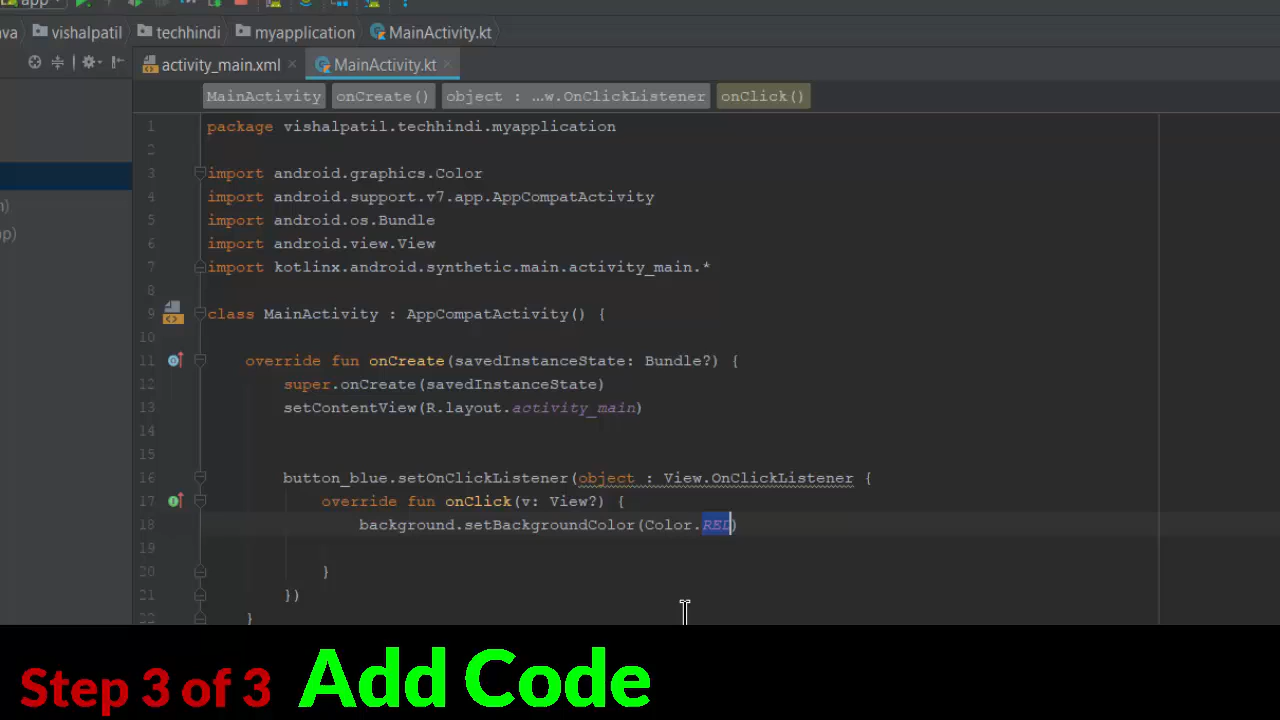 app
va vishalpatil techhindi myapplication MainActivity.kt
activity_main.xml MainActivity.kt
MainActivity onCreate() object : ...w.OnClickListener onClick()
1 package vishalpatil.techhindi.myapplication
2
3 import android.graphics.Color
4 import android.support.v7.app.AppCompatActivity
5 import android.os.Bundle
6 import android.view.View
7 import kotlinx.android.synthetic.main.activity_main.*
8
9 class MainActivity : AppCompatActivity() {
10
11 override fun onCreate(savedInstanceState: Bundle?) {
12 super.onCreate(savedInstanceState)
13 setContentView(R.layout.activity_main)
14
15
16 button_blue.setOnClickListener(object : View.OnClickListener {
17 override fun onClick(v: View?) {
18 background.setBackgroundColor(Color.RED)
19
20 }
21 })
22 }
Step 3 of 3 Add Code